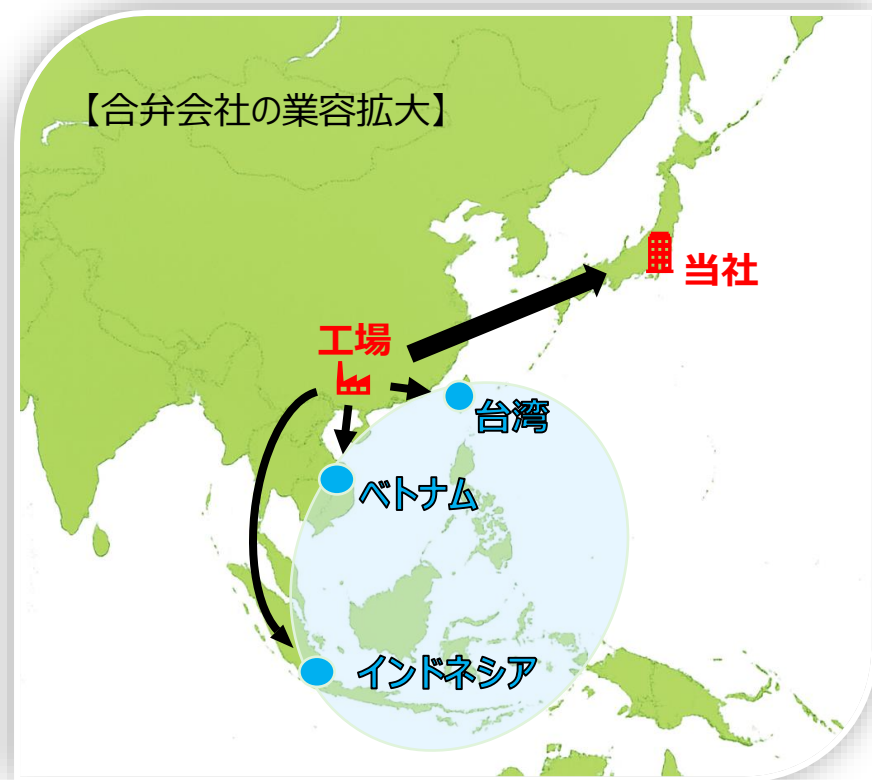 【合弁会社の業容拡大】
当社
工場
台湾
ベトナム
インドネシア